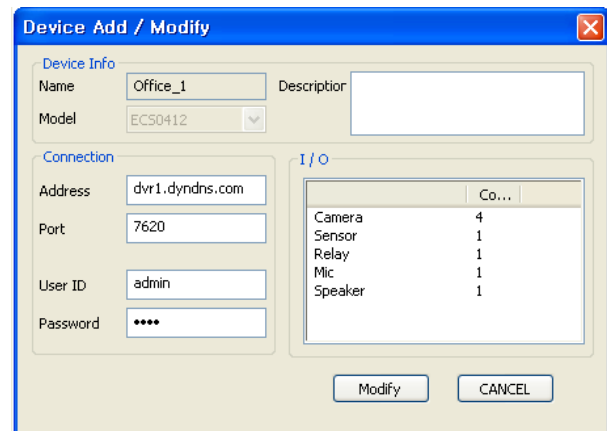 Device Add / Modify
Device Info
Name Office_1 Description
Model ECS0412
Connection
Address dvr1.dyndns.com
Port 7620
User ID admin
Password ••••
I / O
Co...
Camera 4
Sensor 1
Relay 1
Mic 1
Speaker 1
Modify CANCEL